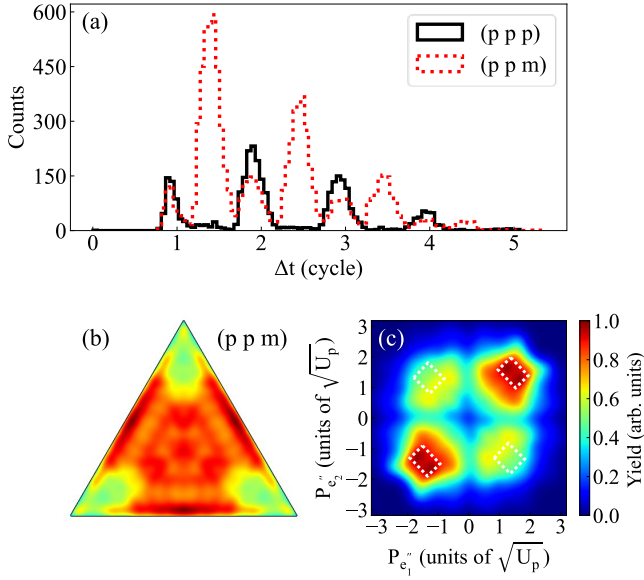 (a)
(p p p)
(p p m)
600
450
300
150
0
Counts
0 1 2 3 4 5
Δt (cycle)
(b) (p p m)
(c)
3
2
1
0
−1
−2
−3
P_{e_2''} (units of √U_p)
−3 −2 −1 0 1 2 3
P_{e_1''} (units of √U_p)
1.0
0.8
0.6
0.4
0.2
0.0
Yield (arb. units)